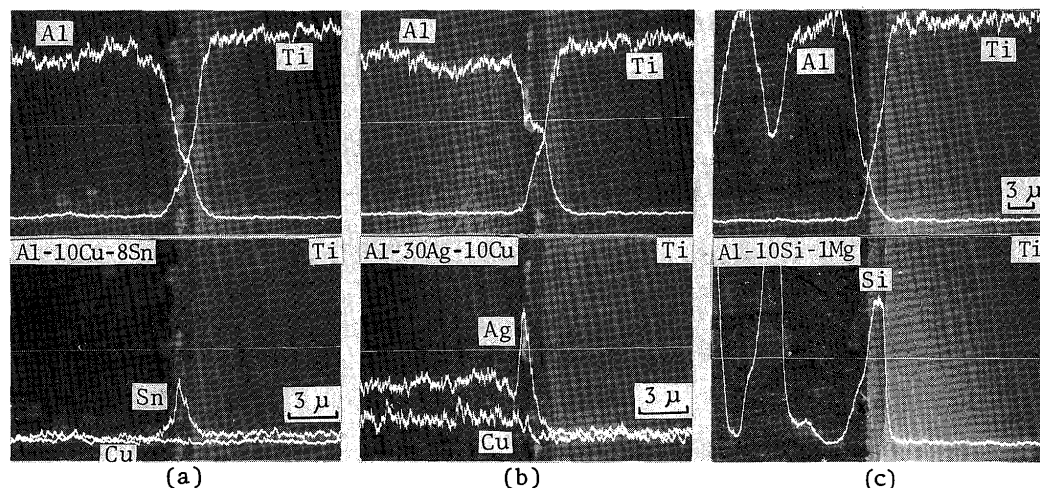 Al
Ti
Al-10Cu-8Sn
Ti
Sn
3 μ
Cu
(a)
Al
Ti
Al-30Ag-10Cu
Ti
Ag
3 μ
Cu
(b)
Al
Ti
3 μ
Al-10Si-1Mg
Ti
Si
(c)